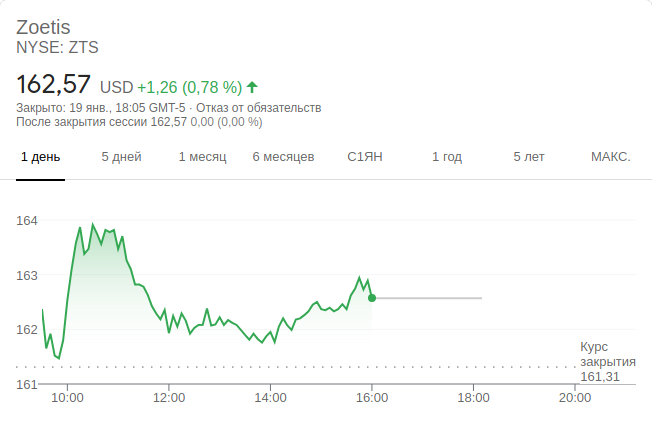 Zoetis
NYSE: ZTS
162,57 USD +1,26 (0,78 %)
Закрыто: 19 янв., 18:05 GMT-5 · Отказ от обязательств
После закрытия сессии 162,57 0,00 (0,00 %)
1 день 5 дней 1 месяц 6 месяцев С1ЯН 1 год 5 лет МАКС.
164
163
162
Курс
закрытия
161,31
161
10:00 12:00 14:00 16:00 18:00 20:00